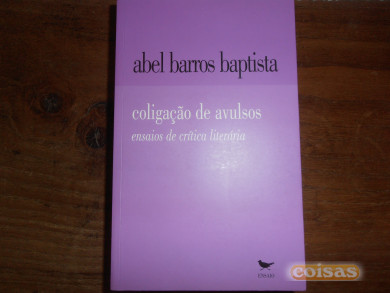 abel barros baptista
coligação de avulsos
ensaios de crítica literária
coisas